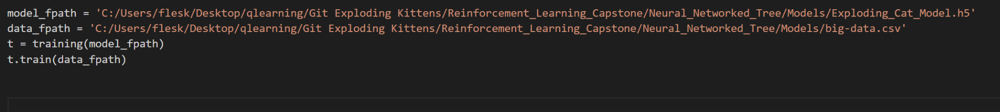 model_fpath = 'C:/Users/flesk/Desktop/qlearning/Git Exploding Kittens/Reinforcement_Learning_Capstone/Neural_Networked_Tree/Models/Exploding_Cat_Model.h5'
data_fpath = 'C:/Users/flesk/Desktop/qlearning/Git Exploding Kittens/Reinforcement_Learning_Capstone/Neural_Networked_Tree/Models/big-data.csv'
t = training(model_fpath)
t.train(data_fpath)